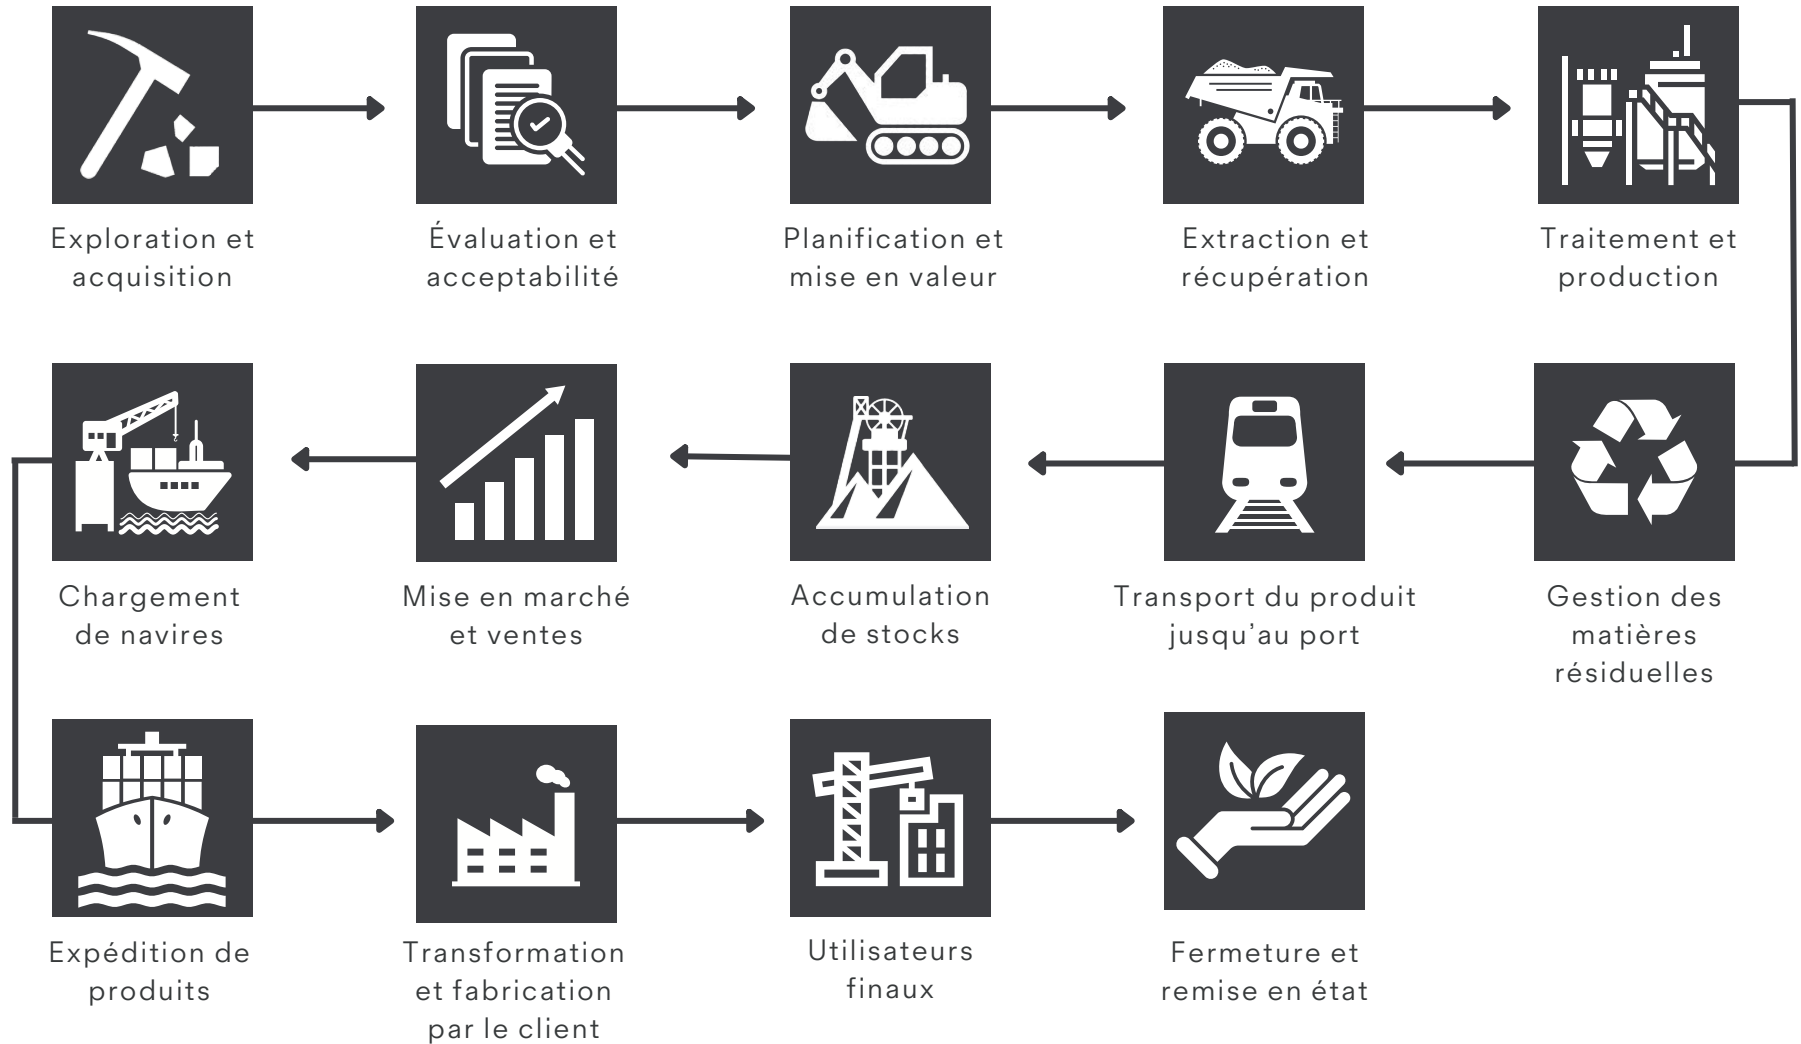 Exploration et
acquisition
Évaluation et
acceptabilité
Planification et
mise en valeur
Extraction et
récupération
Traitement et
production
Chargement
de navires
Mise en marché
et ventes
Accumulation
de stocks
Transport du produit
jusqu’au port
Gestion des
matières
résiduelles
Expédition de
produits
Transformation
et fabrication
par le client
Utilisateurs
finaux
Fermeture et
remise en état